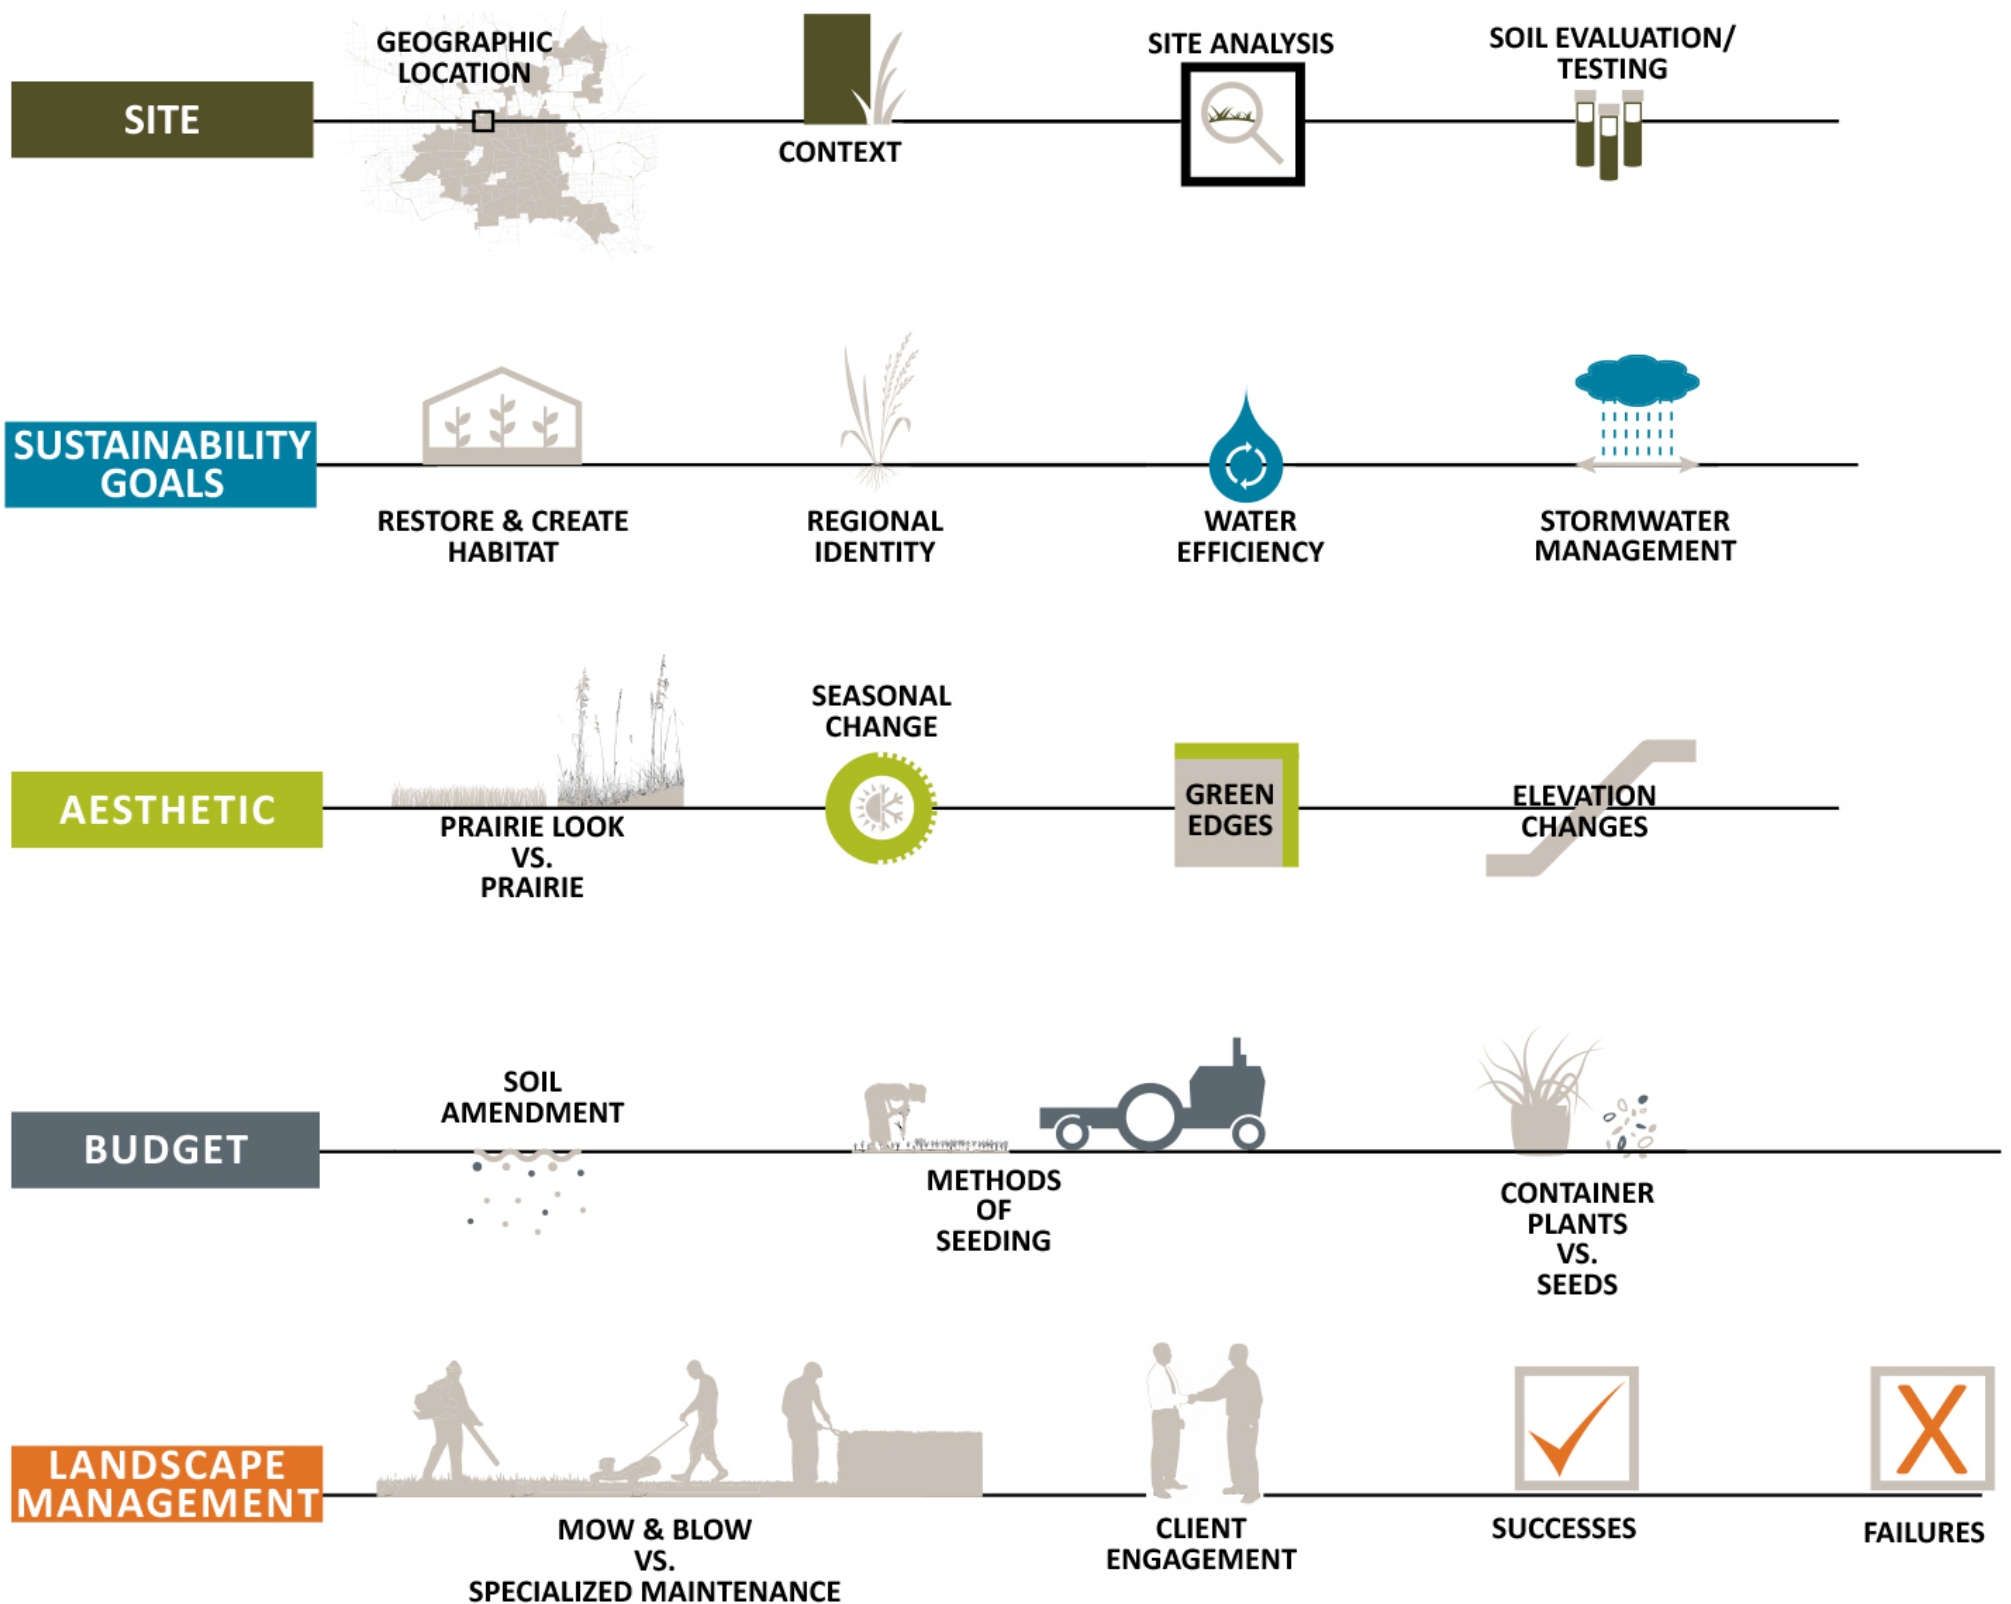 SITE
GEOGRAPHIC
LOCATION
CONTEXT
SITE ANALYSIS
SOIL EVALUATION/
TESTING
SUSTAINABILITY
GOALS
RESTORE & CREATE
HABITAT
REGIONAL
IDENTITY
WATER
EFFICIENCY
STORMWATER
MANAGEMENT
AESTHETIC
PRAIRIE LOOK
VS.
PRAIRIE
SEASONAL
CHANGE
GREEN
EDGES
ELEVATION
CHANGES
BUDGET
SOIL
AMENDMENT
METHODS
OF
SEEDING
CONTAINER
PLANTS
VS.
SEEDS
LANDSCAPE
MANAGEMENT
MOW & BLOW
VS.
SPECIALIZED MAINTENANCE
CLIENT
ENGAGEMENT
SUCCESSES
X
FAILURES